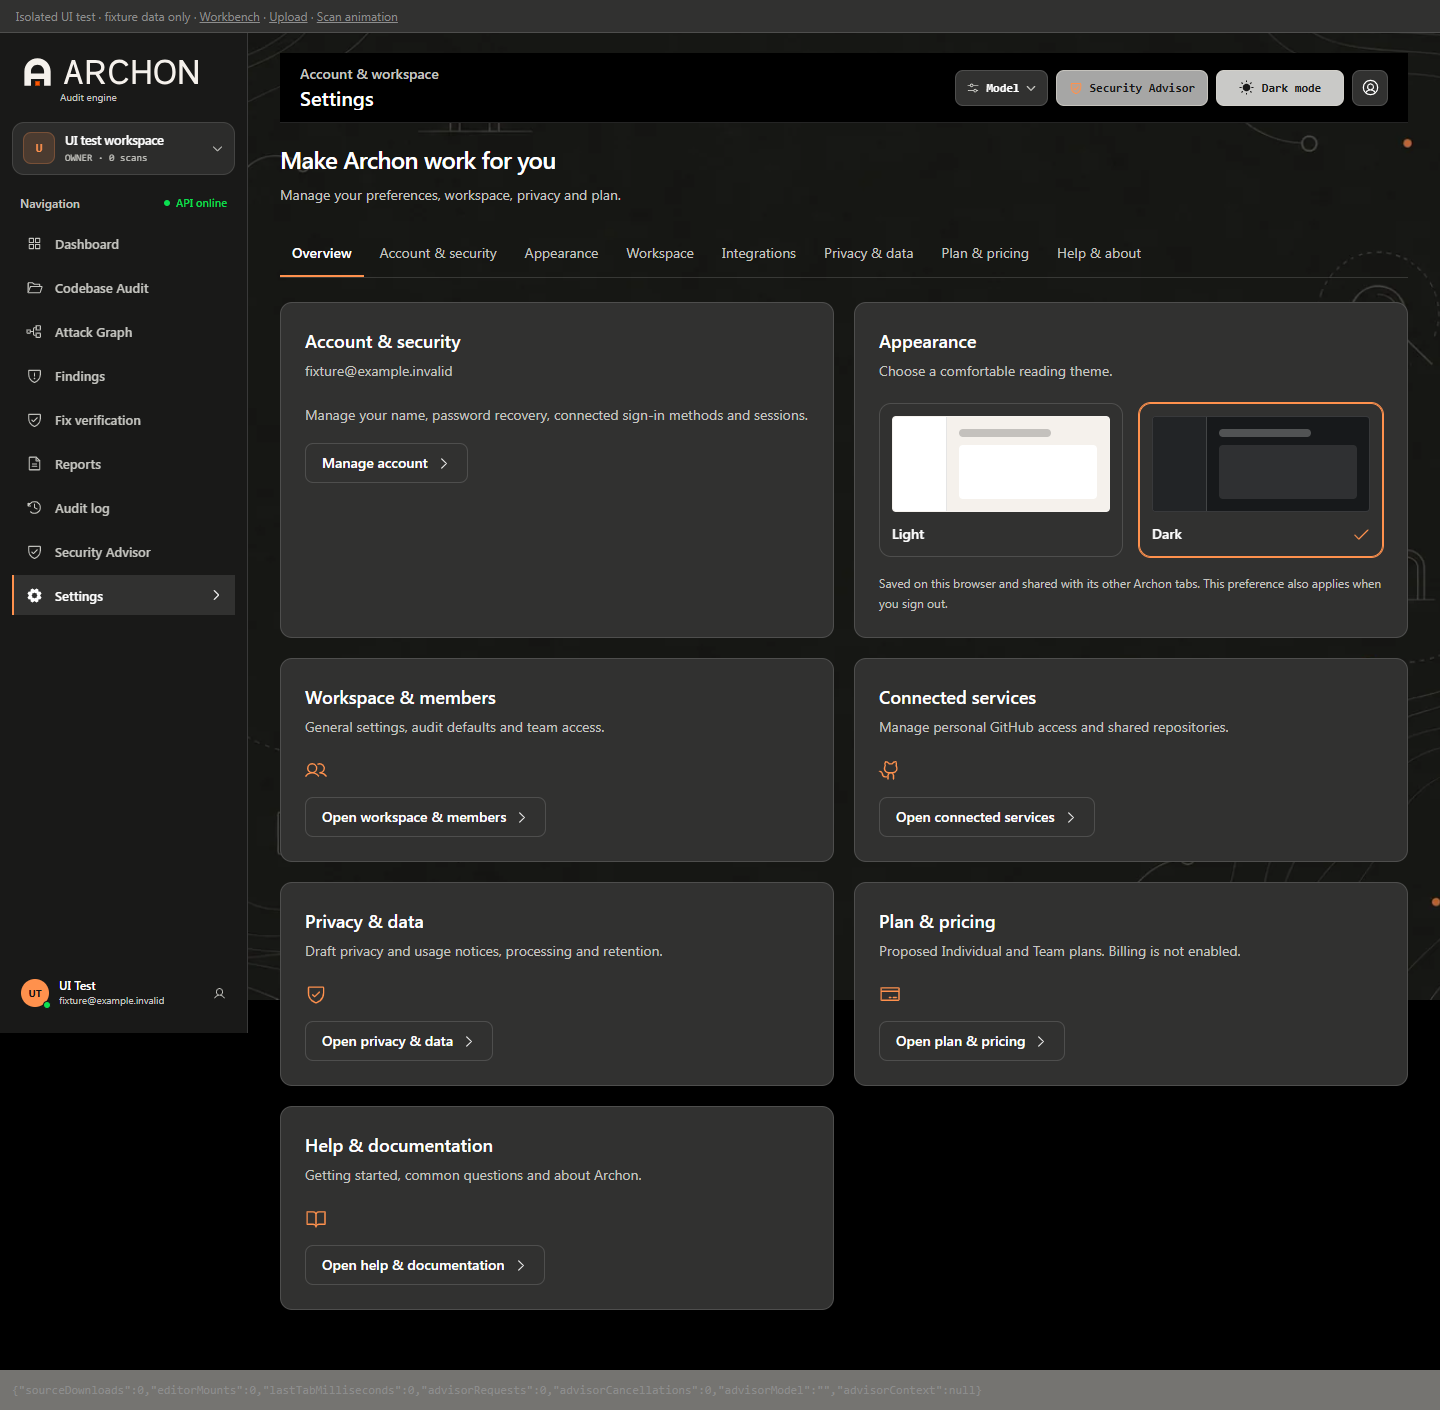 Isolated UI test · fixture data only · Workbench · Upload · Scan animation
ARCHON
Audit engine
U
UI test workspace
OWNER · 0 scans
Navigation
API online
Dashboard
Codebase Audit
Attack Graph
Findings
Fix verification
Reports
Audit log
Security Advisor
Settings
UT
UI Test
fixture@example.invalid
Account & workspace
Settings
Model
Security Advisor
Dark mode
Make Archon work for you
Manage your preferences, workspace, privacy and plan.
Overview
Account & security
Appearance
Workspace
Integrations
Privacy & data
Plan & pricing
Help & about
Account & security
fixture@example.invalid
Manage your name, password recovery, connected sign-in methods and sessions.
Manage account
Appearance
Choose a comfortable reading theme.
Light
Dark
Saved on this browser and shared with its other Archon tabs. This preference also applies when
you sign out.
Workspace & members
General settings, audit defaults and team access.
Open workspace & members
Connected services
Manage personal GitHub access and shared repositories.
Open connected services
Privacy & data
Draft privacy and usage notices, processing and retention.
Open privacy & data
Plan & pricing
Proposed Individual and Team plans. Billing is not enabled.
Open plan & pricing
Help & documentation
Getting started, common questions and about Archon.
Open help & documentation
{"sourceDownloads":0,"editorMounts":0,"lastTabMilliseconds":0,"advisorRequests":0,"advisorCancellations":0,"advisorModel":"","advisorContext":null}